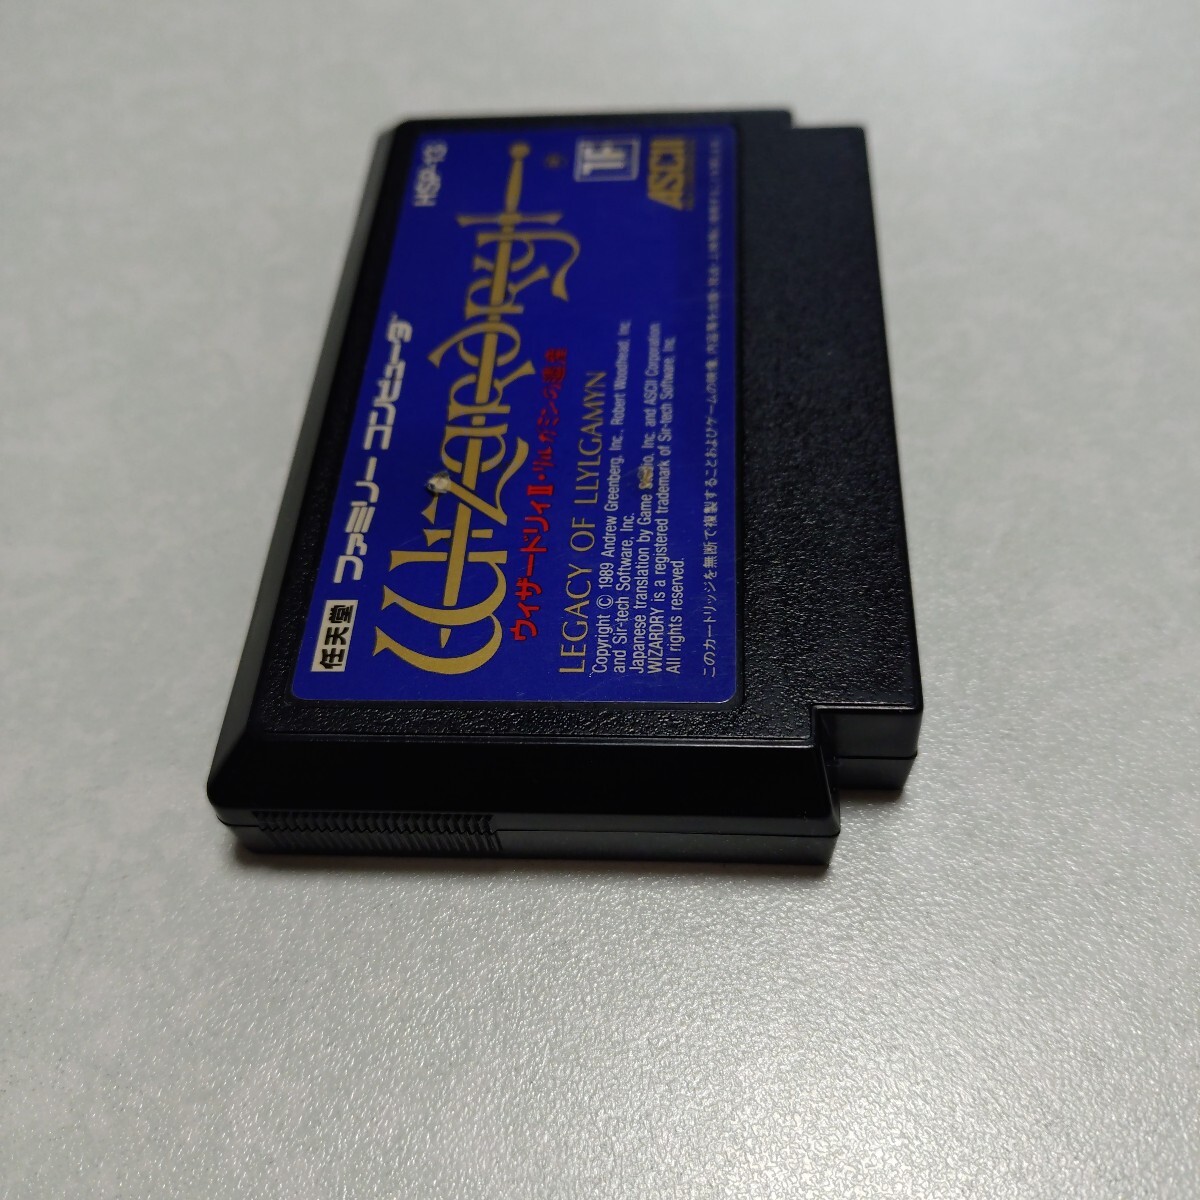 任天堂 ファミリー コンピュータ HSP-13
Wizardry
ウィザードリィⅡ・リルガミンの遺産
LEGACY OF LLYLGAMYN
1F
ASCII
Copyright © 1989 Andrew Greenberg, Inc., Robert Woodhead, Inc
and Sir-tech Software, Inc.
Japanese translation by Game Studio, Inc. and ASCII Corporation
WIZARDRY is a registered trademark of Sir-tech Software, Inc.
All rights reserved.
このカートリッジを無断で複製することおよびゲームの映像、